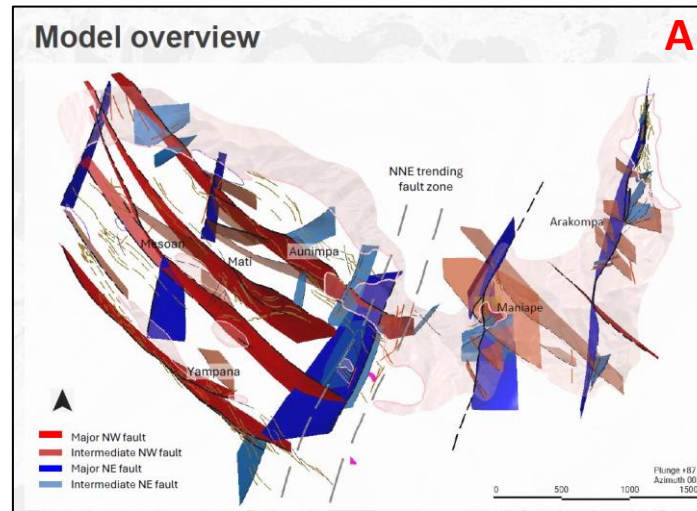 Model overview
A
NNE trending
fault zone
Arakompa
Mesoan
Mati
Aunimpa
Maniape
Yampana
Major NW fault
Intermediate NW fault
Major NE fault
Intermediate NE fault
Plunge +87
Azimuth 00
0 500 1000 1500